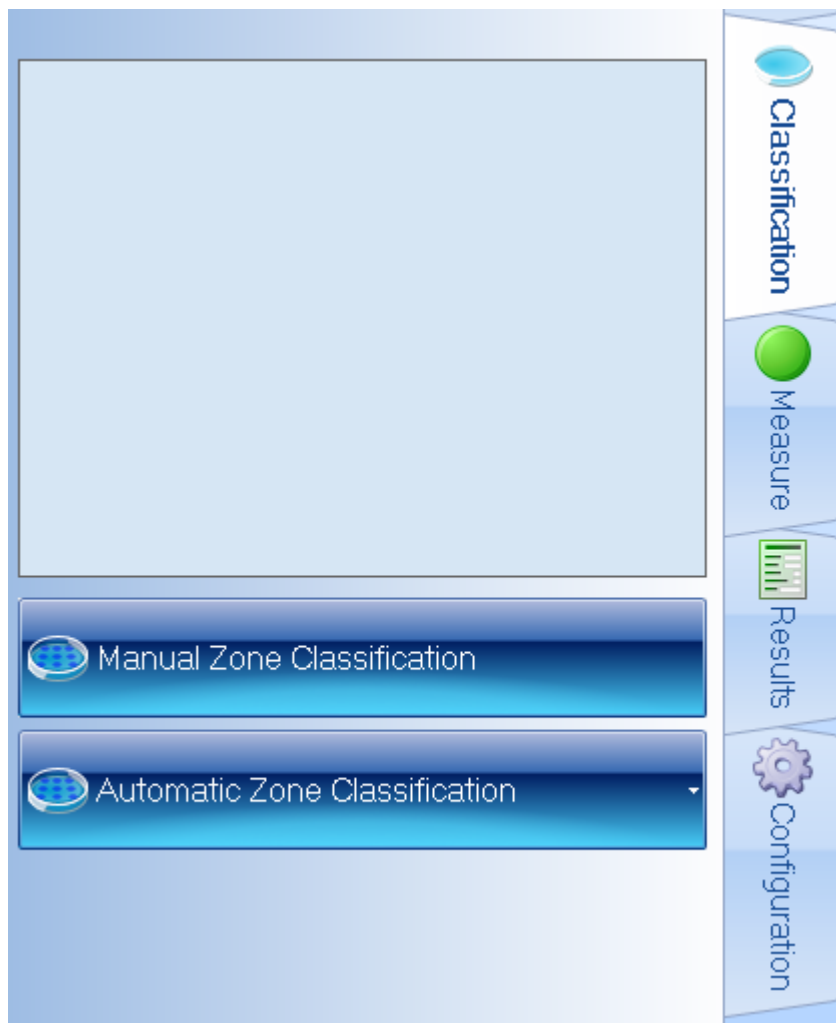 Classification
Measure
Results
Configuration
Manual Zone Classification
Automatic Zone Classification